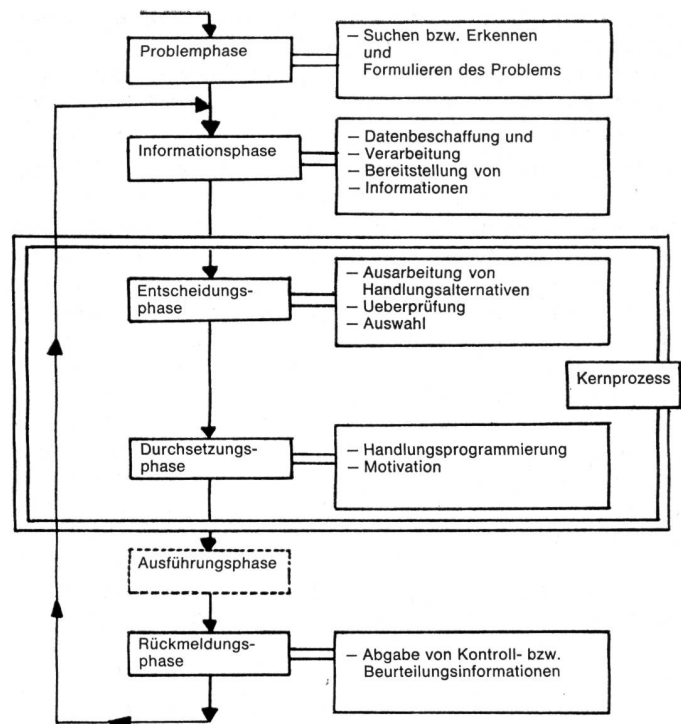 Problemphase
– Suchen bzw. Erkennen
und
Formulieren des Problems
Informationsphase
– Datenbeschaffung und
– Verarbeitung
– Bereitstellung von
– Informationen
Entscheidungs-
phase
– Ausarbeitung von
Handlungsalternativen
– Ueberprüfung
– Auswahl
Kernprozess
Durchsetzungs-
phase
– Handlungsprogrammierung
– Motivation
Ausführungsphase
Rückmeldungs-
phase
– Abgabe von Kontroll- bzw.
Beurteilungsinformationen